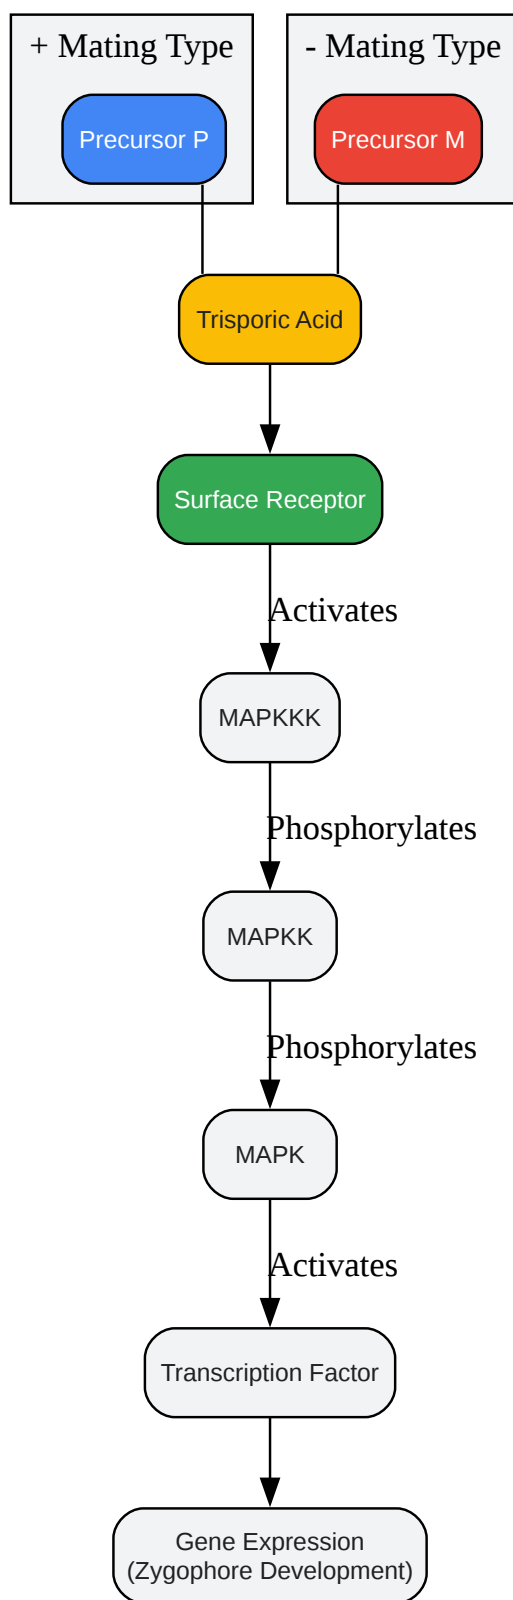 + Mating Type
- Mating Type
Precursor P
Precursor M
Trisporic Acid
Surface Receptor
Activates
MAPKKK
Phosphorylates
MAPKK
Phosphorylates
MAPK
Activates
Transcription Factor
Gene Expression
(Zygophore Development)